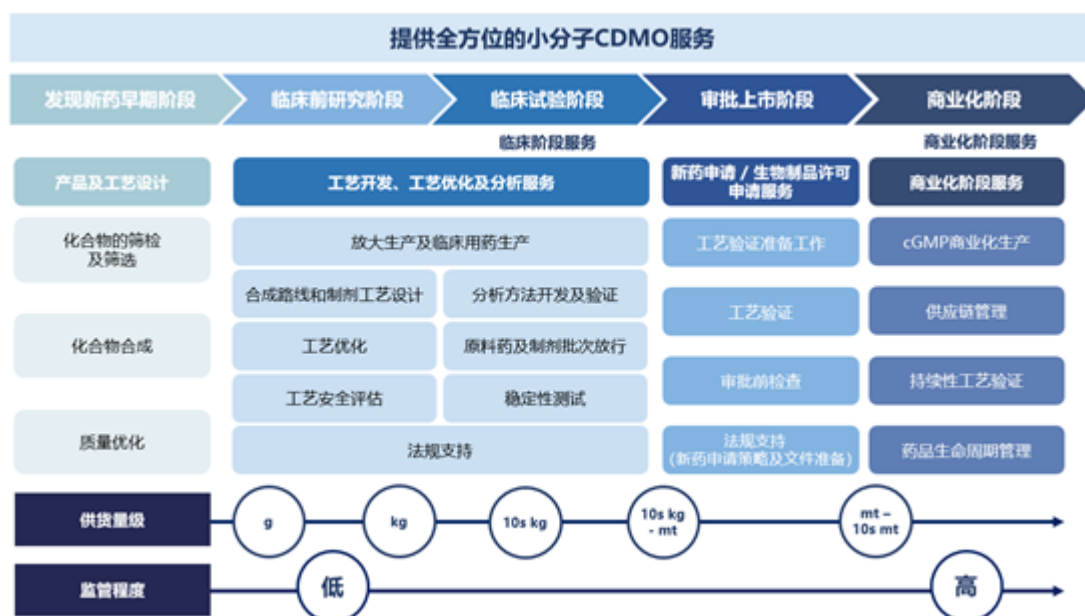 提供全方位的小分子CDMO服务
发现新药早期阶段
临床前研究阶段
临床试验阶段
审批上市阶段
商业化阶段
临床阶段服务
商业化阶段服务
产品及工艺设计
工艺开发、工艺优化及分析服务
新药申请 / 生物制品许可
申请服务
商业化阶段服务
化合物的筛检
及筛选
放大生产及临床用药生产
工艺验证准备工作
cGMP商业化生产
合成路线和制剂工艺设计
分析方法开发及验证
工艺验证
供应链管理
化合物合成
工艺优化
原料药及制剂批次放行
审批前检查
持续性工艺验证
工艺安全评估
稳定性测试
质量优化
法规支持
法规支持
(新药申请策略及文件准备)
药品生命周期管理
供货量级
g
kg
10s kg
10s kg
- mt
mt –
10s mt
监管程度
低
高